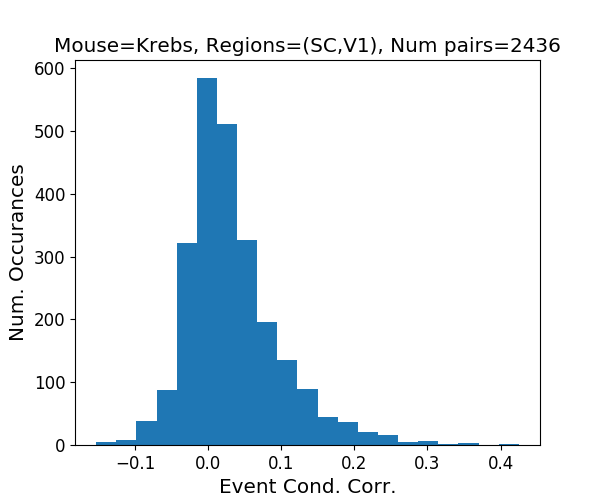 Mouse=Krebs, Regions=(SC,V1), Num pairs=2436
600
500
400
300
200
100
0
Num. Occurances
−0.1 0.0 0.1 0.2 0.3 0.4
Event Cond. Corr.